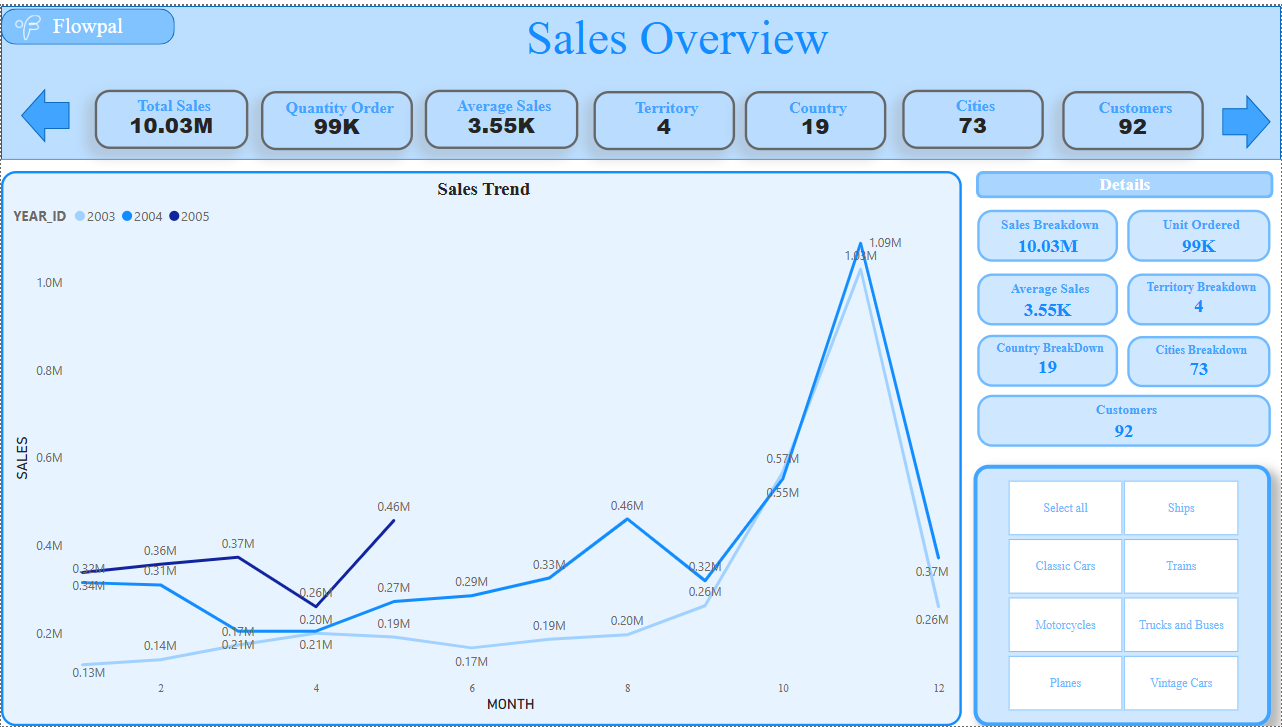 Flowpal
Sales Overview
Total Sales
10.03M
Quantity Order
99K
Average Sales
3.55K
Territory
4
Country
19
Cities
73
Customers
92
Sales Trend
YEAR_ID 2003 2004 2005
SALES
1.0M
0.8M
0.6M
0.4M
0.2M
1.09M
1.03M
0.57M
0.55M
0.46M
0.46M
0.37M
0.36M
0.33M
0.32M
0.32M
0.31M
0.34M
0.29M
0.27M
0.26M
0.26M
0.37M
0.20M
0.19M
0.19M
0.20M
0.17M
0.21M
0.21M
0.14M
0.13M
0.17M
0.26M
2 4 6 8 10 12
MONTH
Details
Sales Breakdown
10.03M
Unit Ordered
99K
Average Sales
3.55K
Territory Breakdown
4
Country BreakDown
19
Cities Breakdown
73
Customers
92
Select all
Ships
Classic Cars
Trains
Motorcycles
Trucks and Buses
Planes
Vintage Cars